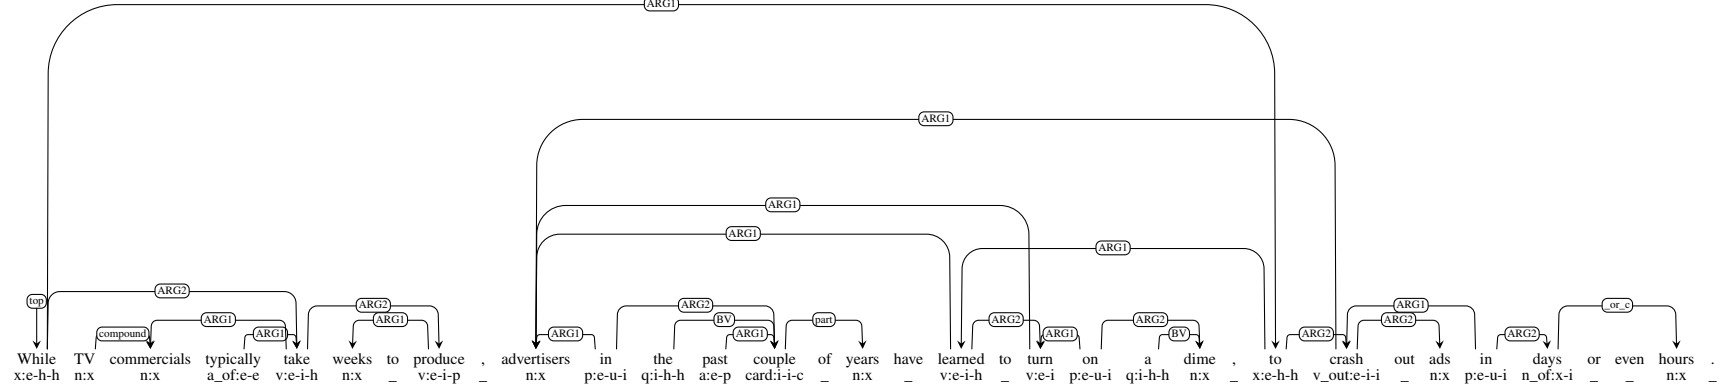 ARG1
ARG1
ARG1
ARG1 ARG1
top ARG2 ARG2 ARG2 ARG1 _or_c
compound ARG1 ARG1 ARG1 BV ARG2 ARG2 ARG2
ARG1 ARG1 part ARG1 BV ARG2 ARG2
While TV commercials typically take weeks to produce , advertisers in the past couple of years have learned to turn on a dime , to crash out ads in days or even hours .
x:e-h-h n:x n:x a_of:e-e v:e-i-h n:x _ v:e-i-p _ n:x p:e-u-i q:i-h-h a:e-p card:i-i-c _ n:x _ v:e-i-h _ v:e-i p:e-u-i q:i-h-h n:x _ x:e-h-h v_out:e-i-i _ n:x p:e-u-i n_of:x-i _ _ n:x _